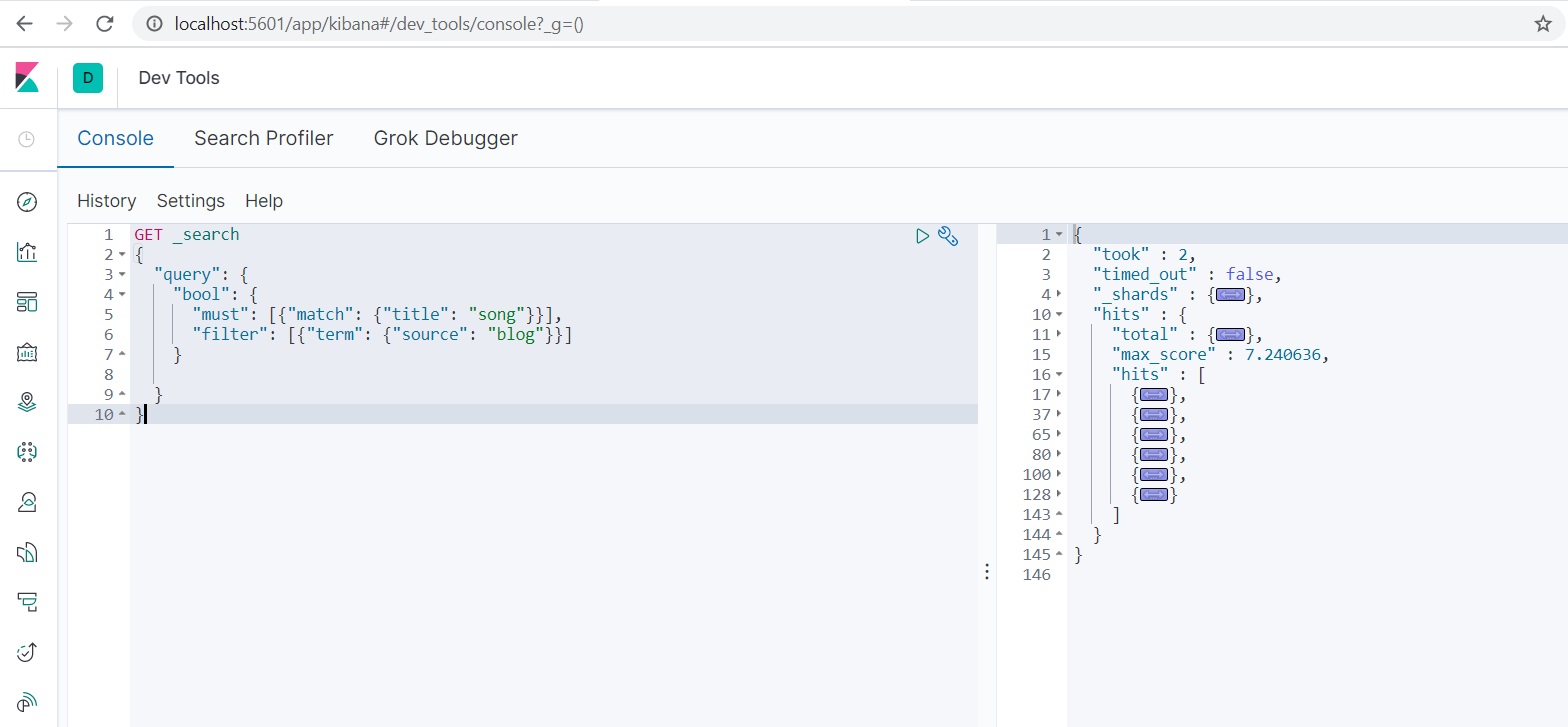 localhost:5601/app/kibana#/dev_tools/console?_g=()
D Dev Tools
Console Search Profiler Grok Debugger
History Settings Help
1 GET _search
2 {
3 "query": {
4 "bool": {
5 "must": [{"match": {"title": "song"}}],
6 "filter": [{"term": {"source": "blog"}}]
7 }
8
9 }
10 }
1 {
2 "took" : 2,
3 "timed_out" : false,
4 "_shards" : {},
10 "hits" : {
11 "total" : {},
15 "max_score" : 7.240636,
16 "hits" : [
17 {},
37 {},
65 {},
80 {},
100 {},
128 {}
143 ]
144 }
145 }
146